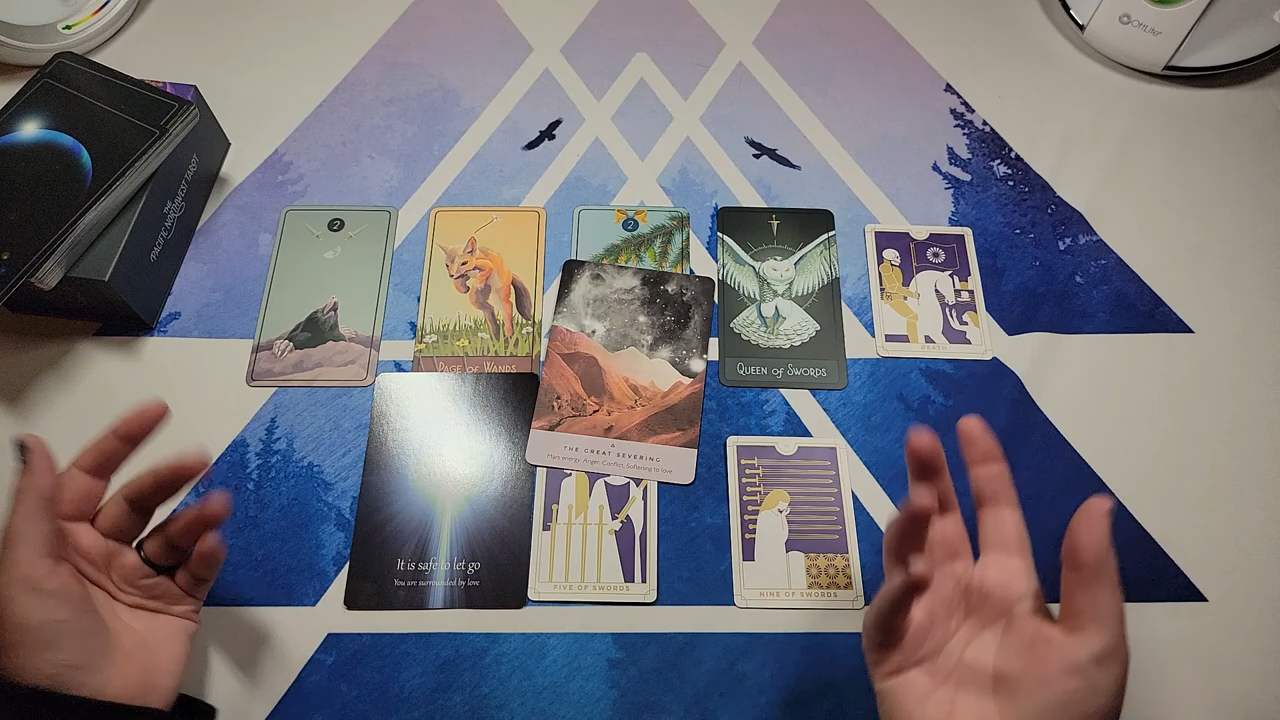 OttLite
THE
PACIFIC NORTHWEST TAROT
2
PAGE OF WANDS
2
QUEEN OF SWORDS
DEATH
THE GREAT SEVERING
Mars energy. Anger. Conflict. Softening to love
It is safe to let go
You are surrounded by love
FIVE OF SWORDS
NINE OF SWORDS